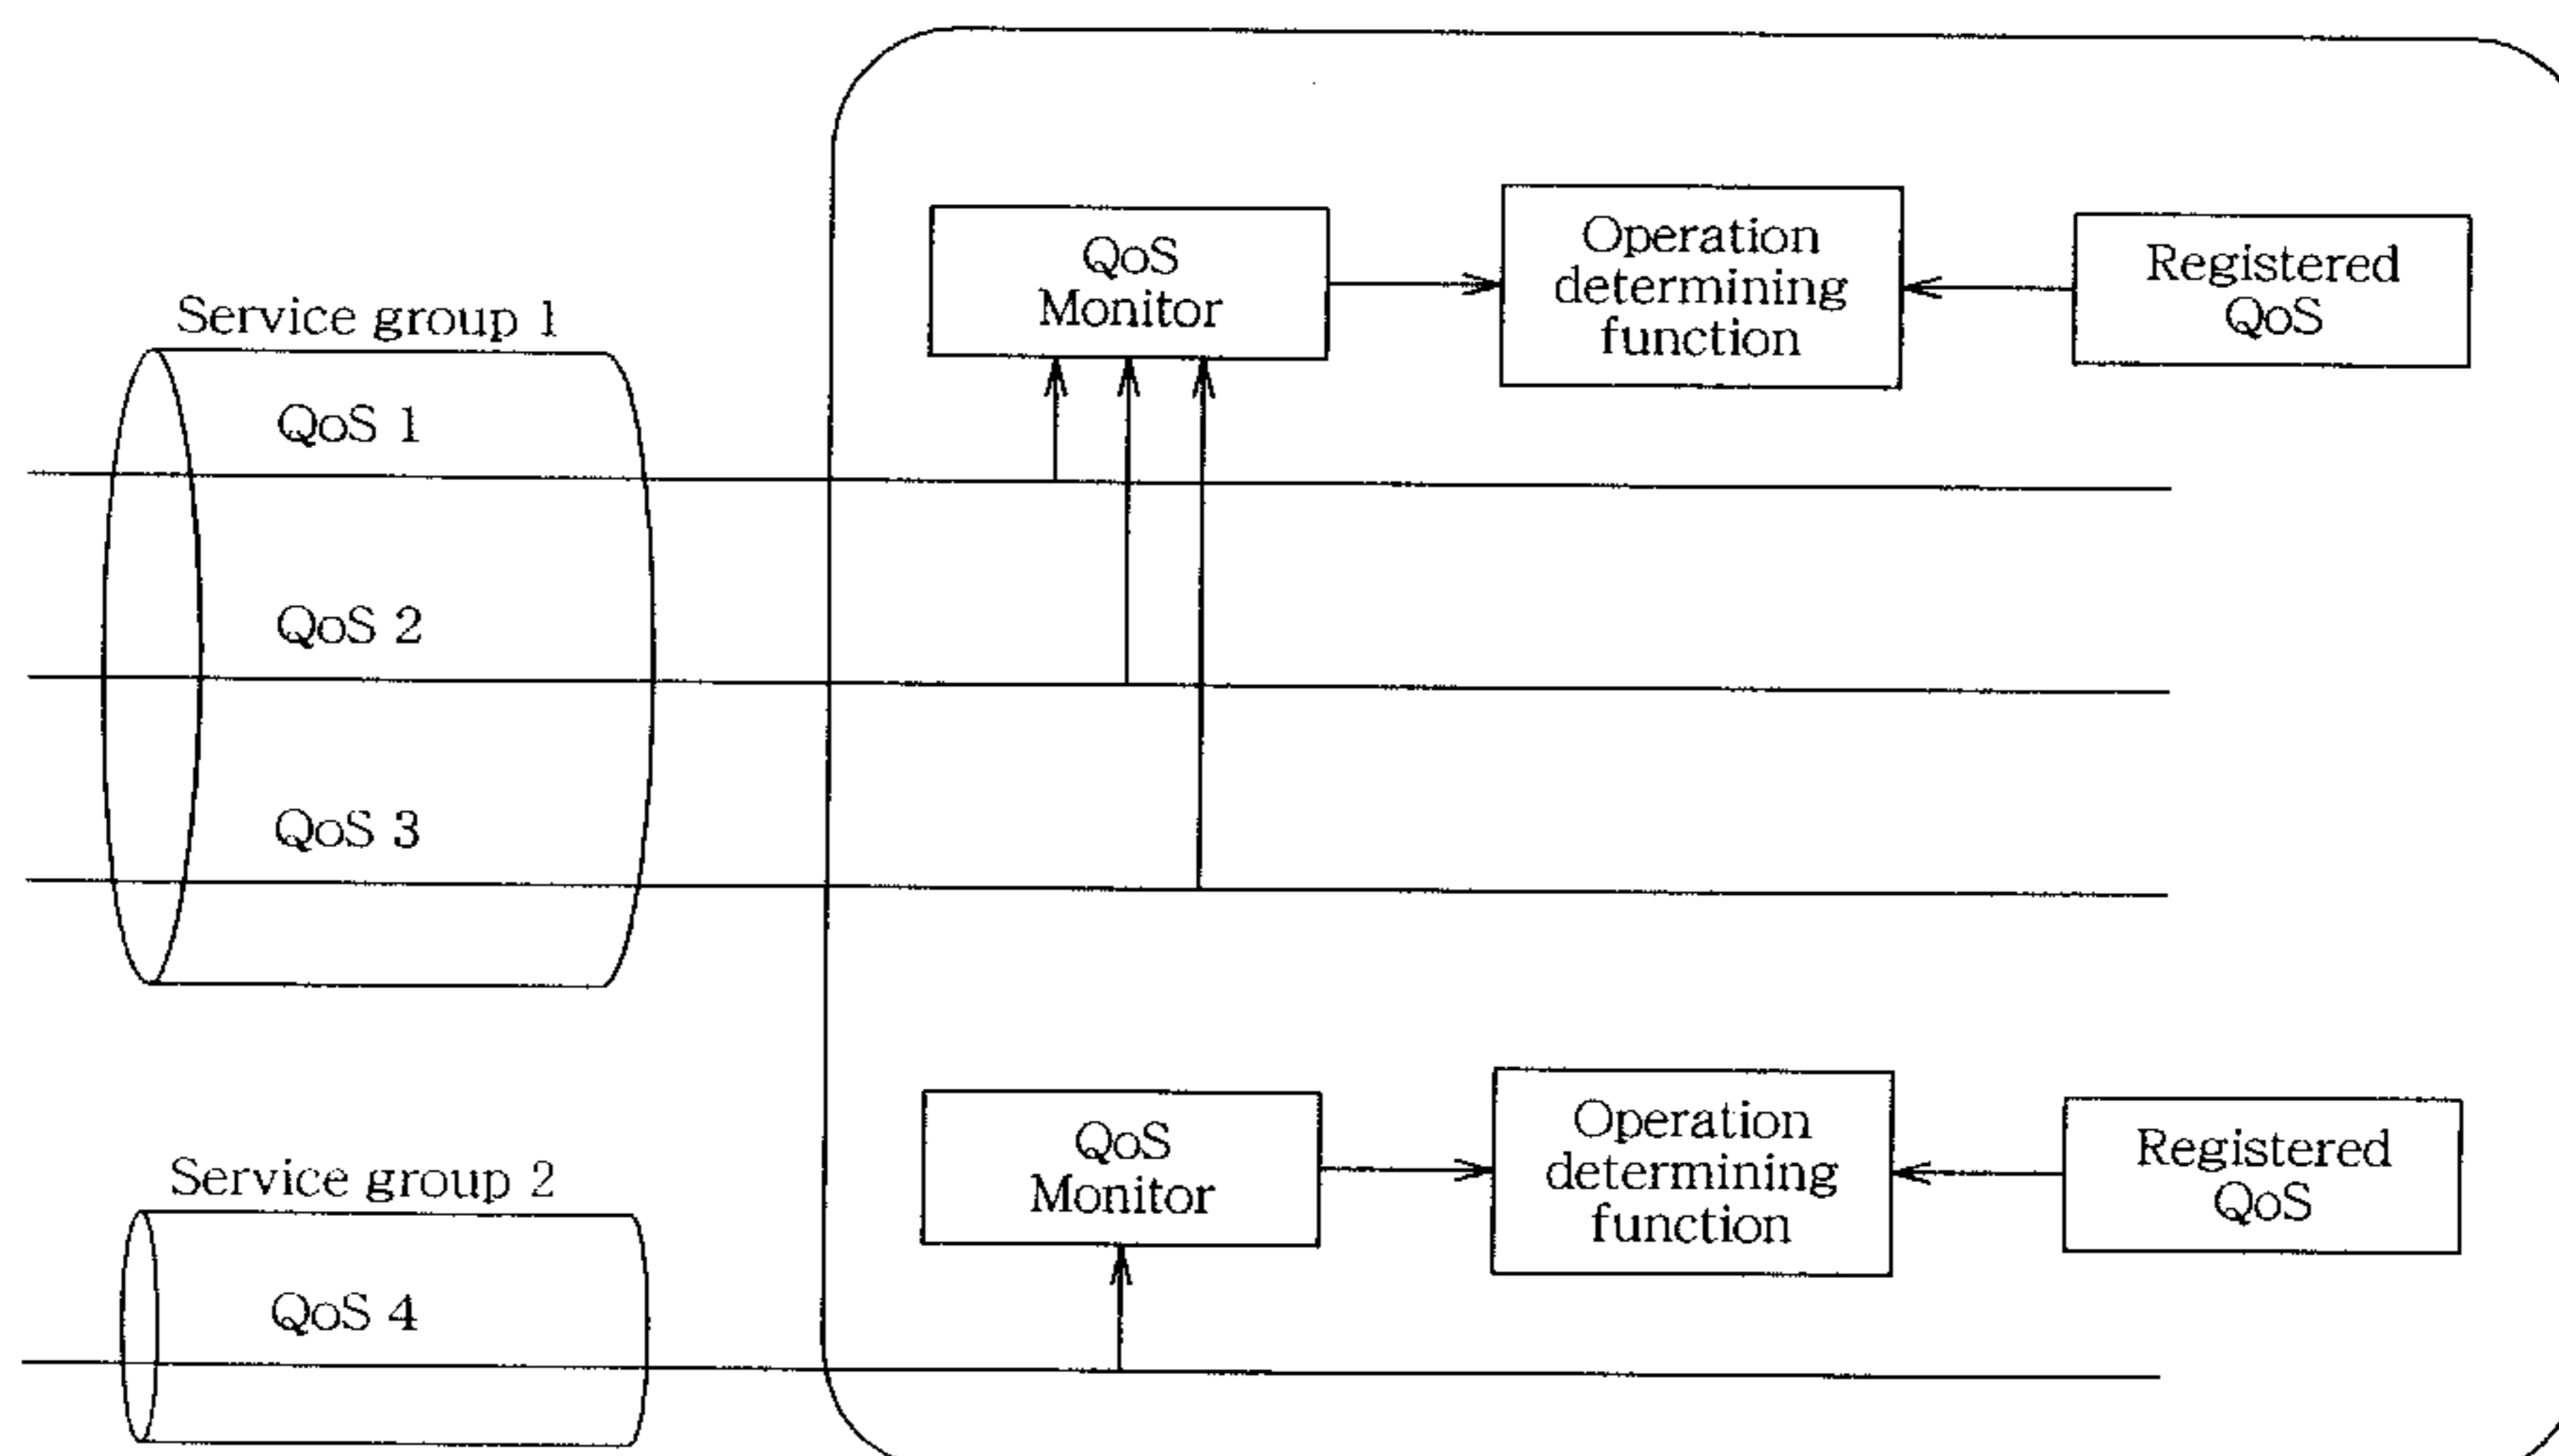 QoS
Monitor
Operation
determining
function
Registered
QoS
Service group 1
QoS 1
QoS 2
QoS 3
QoS
Monitor
Operation
determining
function
Registered
QoS
Service group 2
QoS 4